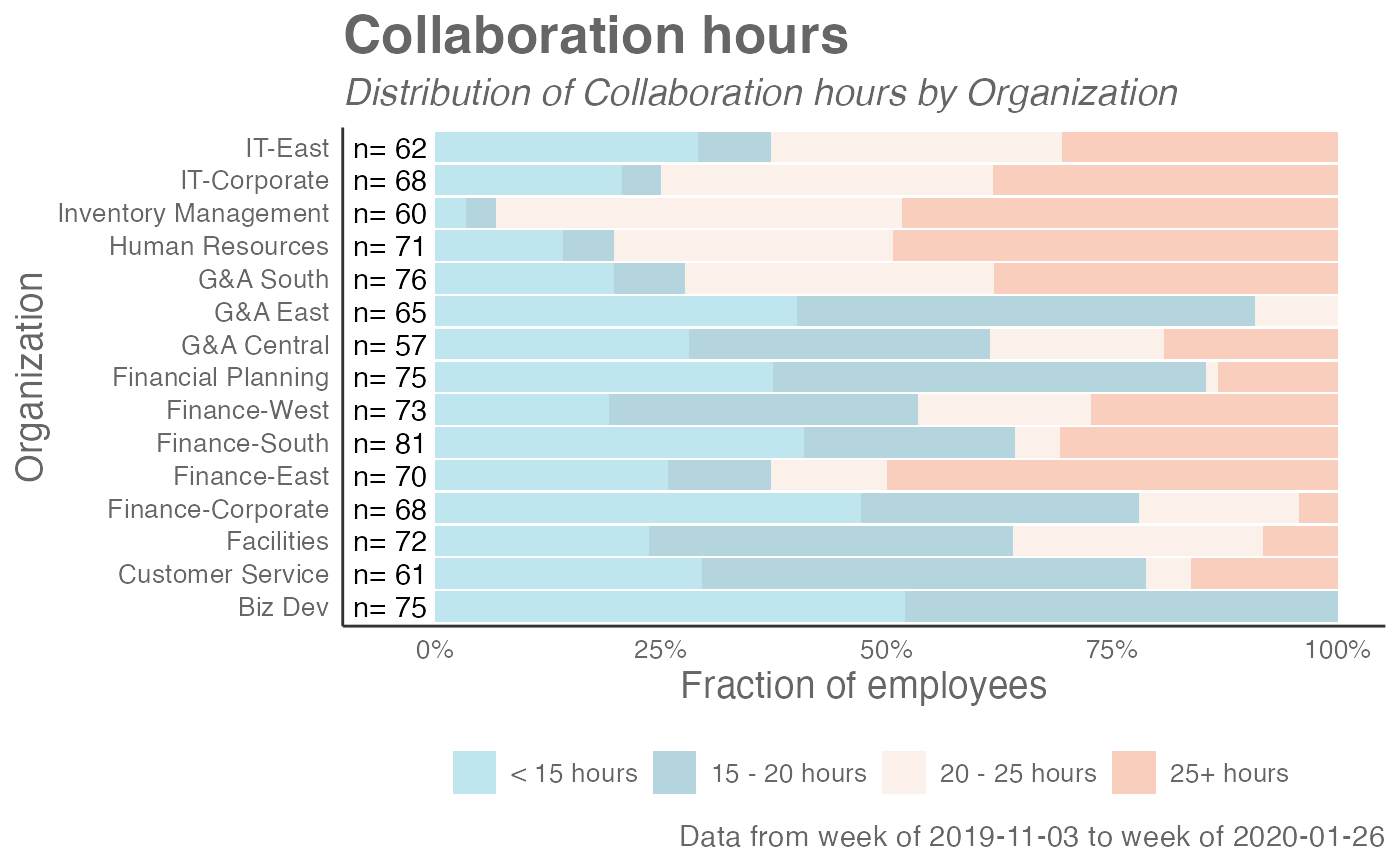 Collaboration hours
Distribution of Collaboration hours by Organization
Organization
IT-East n= 62
IT-Corporate n= 68
Inventory Management n= 60
Human Resources n= 71
G&A South n= 76
G&A East n= 65
G&A Central n= 57
Financial Planning n= 75
Finance-West n= 73
Finance-South n= 81
Finance-East n= 70
Finance-Corporate n= 68
Facilities n= 72
Customer Service n= 61
Biz Dev n= 75
0% 25% 50% 75% 100%
Fraction of employees
< 15 hours 15 - 20 hours 20 - 25 hours 25+ hours
Data from week of 2019-11-03 to week of 2020-01-26